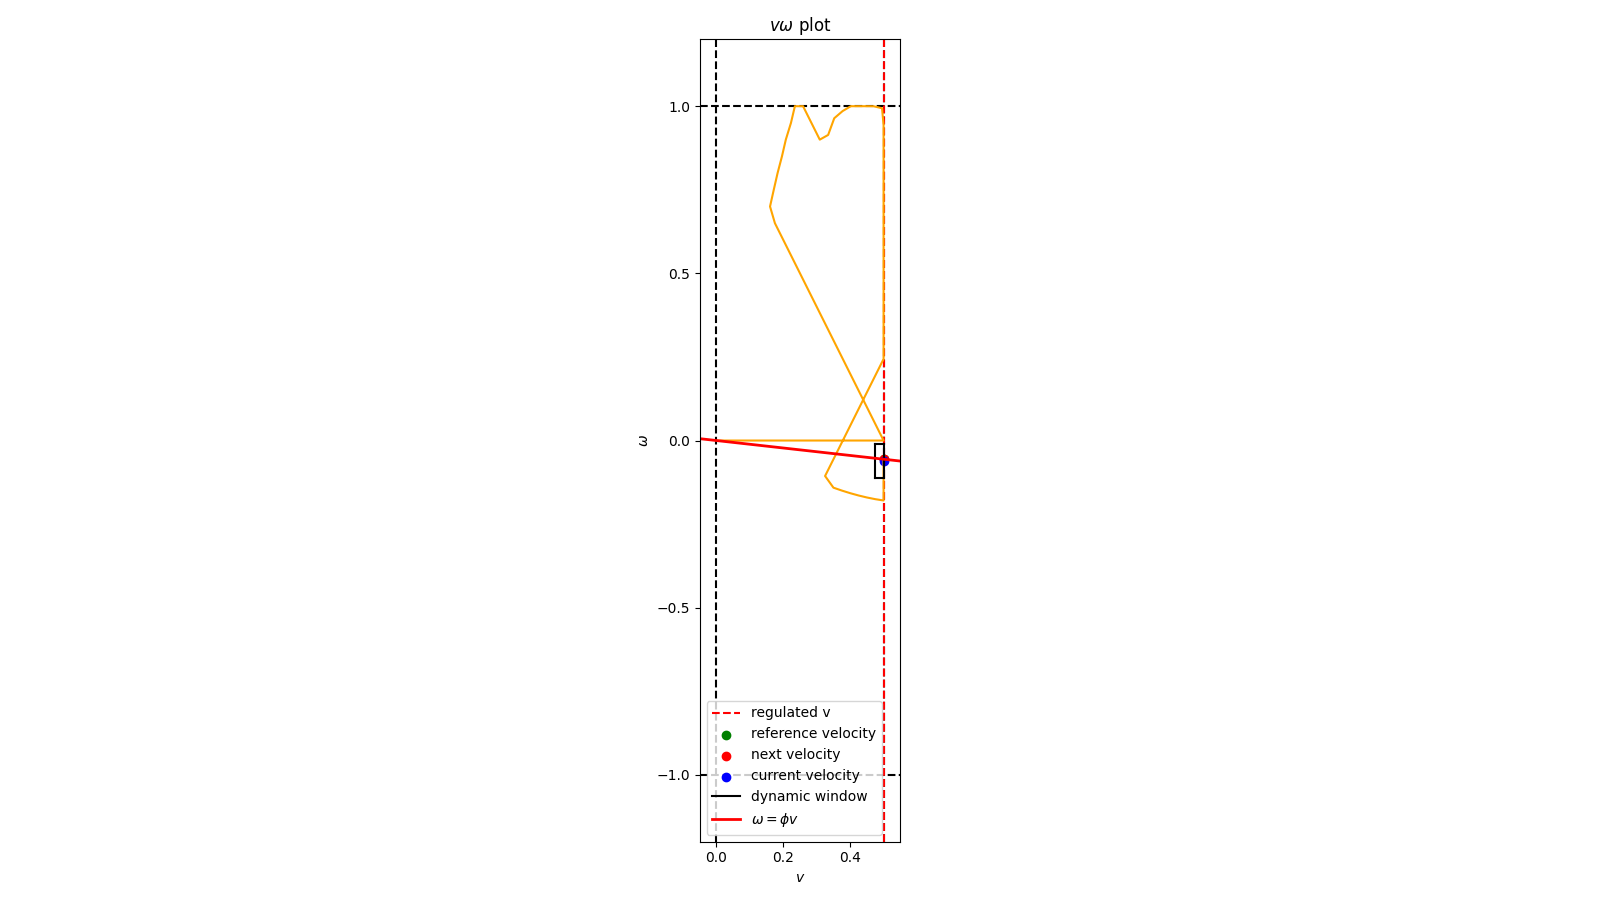 vω plot
1.0
0.5
ω
0.0
−0.5
−1.0
regulated v
reference velocity
next velocity
current velocity
dynamic window
ω = ϕv
0.0 0.2 0.4
v